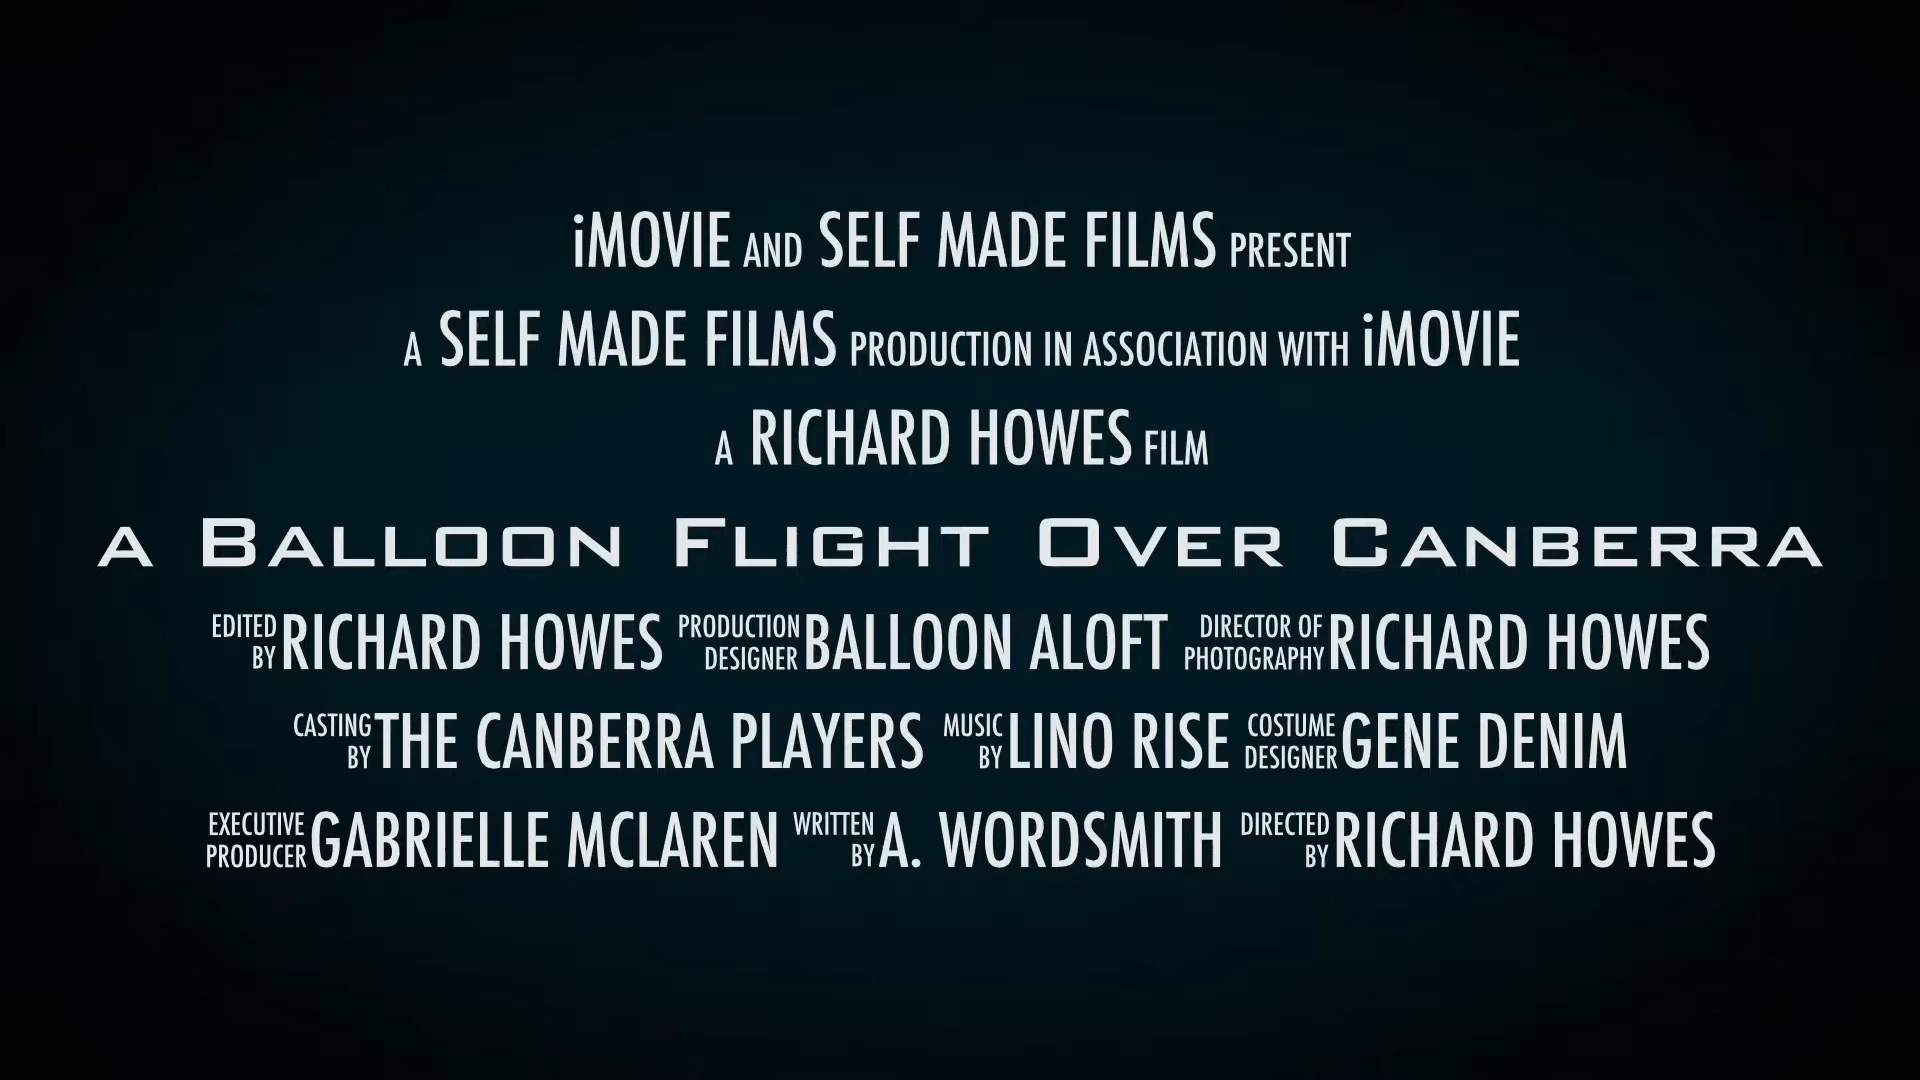 iMOVIE AND SELF MADE FILMS PRESENT
A SELF MADE FILMS PRODUCTION IN ASSOCIATION WITH iMOVIE
A RICHARD HOWES FILM
A BALLOON FLIGHT OVER CANBERRA
EDITED BY RICHARD HOWES PRODUCTION DESIGNER BALLOON ALOFT DIRECTOR OF PHOTOGRAPHY RICHARD HOWES
CASTING BY THE CANBERRA PLAYERS MUSIC BY LINO RISE COSTUME DESIGNER GENE DENIM
EXECUTIVE PRODUCER GABRIELLE MCLAREN WRITTEN BY A. WORDSMITH DIRECTED BY RICHARD HOWES